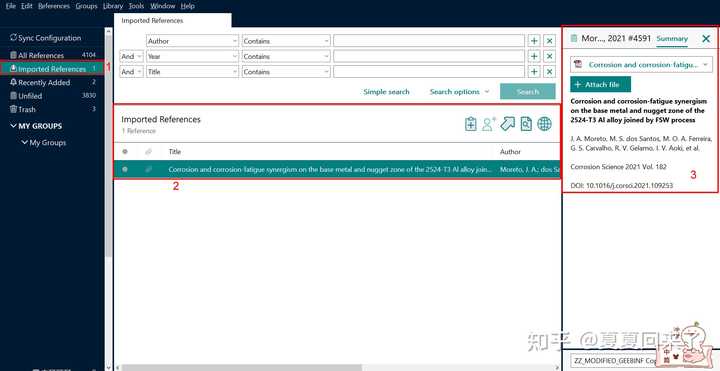 File Edit References Groups Library Tools Window Help
Imported References
Sync Configuration
All References 4104
Imported References 1
1
Recently Added 2
Unfiled 3830
Trash 3
MY GROUPS
My Groups
Author Contains
And Year Contains
And Title Contains
Simple search Search options Search
Imported References
1 Reference
Title Author
Corrosion and corrosion-fatigue synergism on the base metal and nugget zone of the 2524-T3 Al alloy join... Moreto, J. A.; dos Sa
2
Mor..., 2021 #4591 Summary
Corrosion and corrosion-fatigu...
+ Attach file
Corrosion and corrosion-fatigue synergism
on the base metal and nugget zone of the
2524-T3 Al alloy joined by FSW process
J. A. Moreto, M. S. dos Santos, M. O. A. Ferreira,
G. S. Carvalho, R. V. Gelamo, I. V. Aoki, et al.
Corrosion Science 2021 Vol. 182
3
DOI: 10.1016/j.corsci.2021.109253
知乎 @夏夏回来了
ZZ_MODIFIED_GEEBINF Cop
中
简